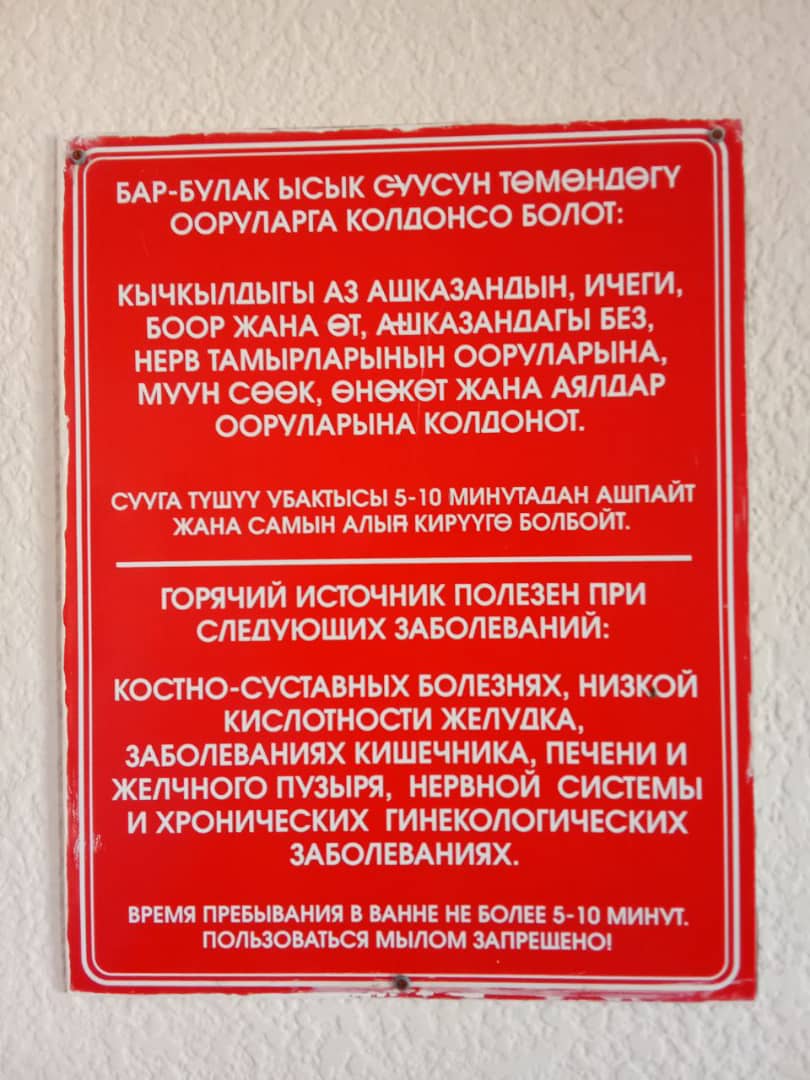 БАР-БУЛАК ЫСЫК СУУСУН ТӨМӨНДӨГҮ
ООРУЛАРГА КОЛДОНСО БОЛОТ:
КЫЧКЫЛДЫГЫ АЗ АШКАЗАНДЫН, ИЧЕГИ,
БООР ЖАНА ӨТ, АШКАЗАНДАГЫ БЕЗ,
НЕРВ ТАМЫРЛАРЫНЫН ООРУЛАРЫНА,
МУУН СӨӨК, ӨНӨКӨТ ЖАНА АЯЛДАР
ООРУЛАРЫНА КОЛДОНОТ.
СУУГА ТҮШҮҮ УБАКТЫСЫ 5-10 МИНУТАДАН АШПАЙТ
ЖАНА САМЫН АЛЫП КИРҮҮГӨ БОЛБОЙТ.
ГОРЯЧИЙ ИСТОЧНИК ПОЛЕЗЕН ПРИ
СЛЕДУЮЩИХ ЗАБОЛЕВАНИЙ:
КОСТНО-СУСТАВНЫХ БОЛЕЗНЯХ, НИЗКОЙ
КИСЛОТНОСТИ ЖЕЛУДКА,
ЗАБОЛЕВАНИЯХ КИШЕЧНИКА, ПЕЧЕНИ И
ЖЕЛЧНОГО ПУЗЫРЯ, НЕРВНОЙ СИСТЕМЫ
И ХРОНИЧЕСКИХ ГИНЕКОЛОГИЧЕСКИХ
ЗАБОЛЕВАНИЯХ.
ВРЕМЯ ПРЕБЫВАНИЯ В ВАННЕ НЕ БОЛЕЕ 5-10 МИНУТ.
ПОЛЬЗОВАТЬСЯ МЫЛОМ ЗАПРЕШЕНО!